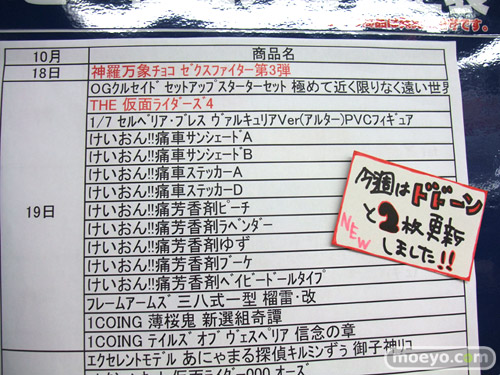 10月 商品名
18日 神羅万象チョコ ゼクスファイター第3弾
OGクルセイド セットアップスターターセット 極めて近く限りなく遠い世界
THE 仮面ライダーズ4
1/7 セルベリア・ブレス ヴァルキュリアVer(アルター)PVCフィギュア
けいおん!!痛車サンシェードA
けいおん!!痛車サンシェードB
けいおん!!痛車ステッカーA
けいおん!!痛車ステッカーD
19日
けいおん!!痛芳香剤ピーチ
けいおん!!痛芳香剤ラベンダー
けいおん!!痛芳香剤ゆず
けいおん!!痛芳香剤ブーケ
けいおん!!痛芳香剤ベイビードールタイプ
フレームアームズ 三八式一型 榴雷・改
1COING 薄桜鬼 新選組奇譚
1COING テイルズ オブ ヴェスペリア 信念の章
エクセレントモデル あにゃまる探偵キルミンずぅ 御子神リコ
仮面ライダー000 オーズ
今週は ドドーン
と2枚更新
しました!!
NEW
moeyo.com